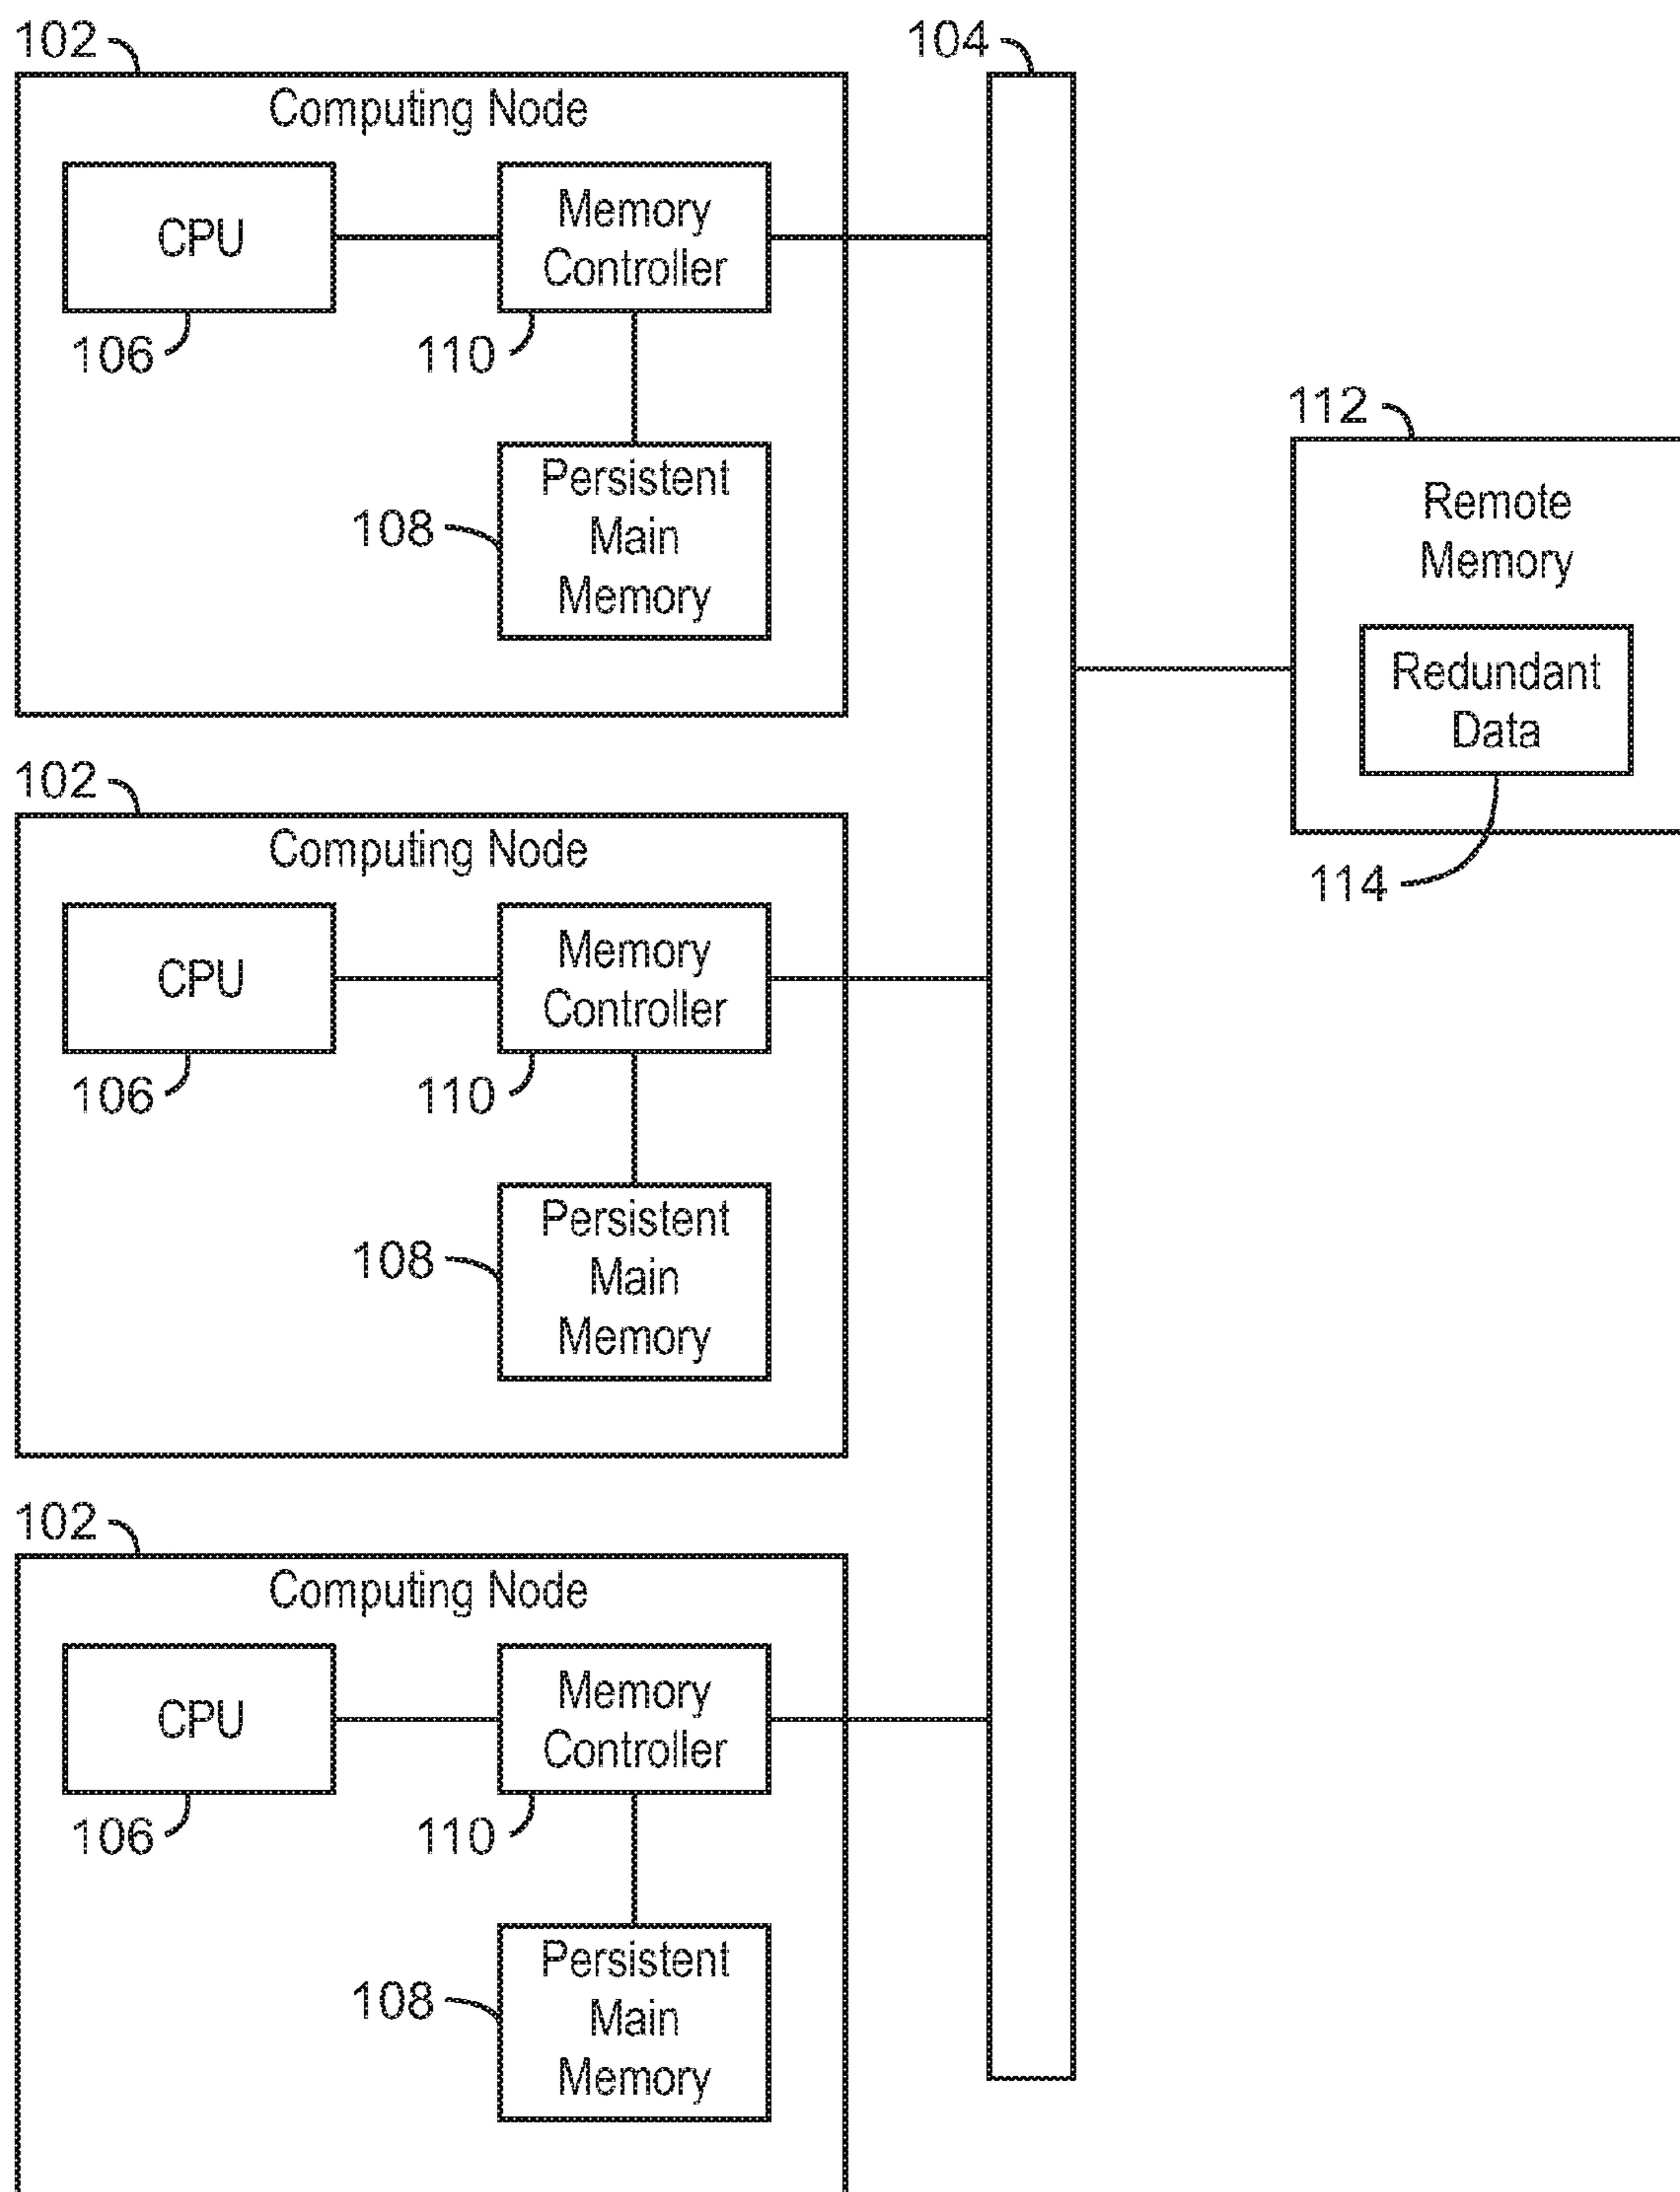 102
104
Computing Node
CPU
Memory
Controller
106
110
Persistent
Main
Memory
108
112
Remote
Memory
Redundant
Data
114
102
Computing Node
CPU
Memory
Controller
106
110
Persistent
Main
Memory
108
102
Computing Node
CPU
Memory
Controller
106
110
Persistent
Main
Memory
108